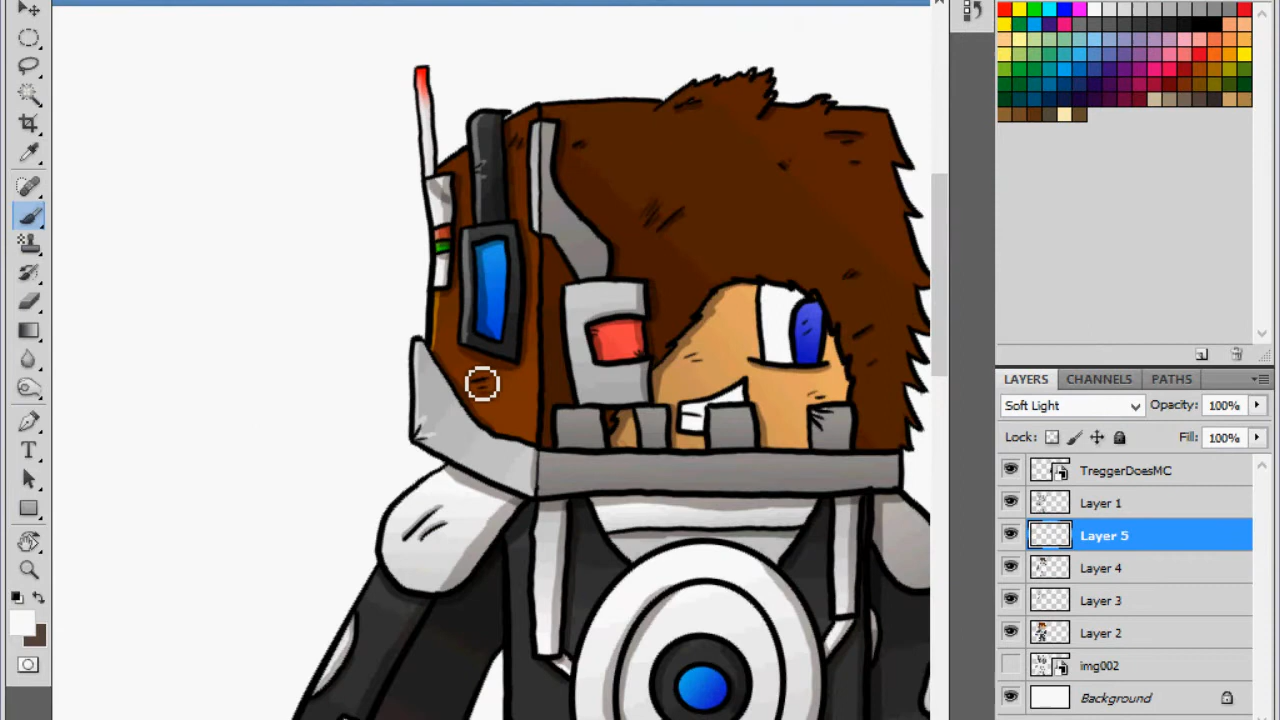 LAYERS CHANNELS PATHS
Soft Light Opacity: 100%
Lock: Fill: 100%
TreggerDoesMC
Layer 1
Layer 5
Layer 4
Layer 3
Layer 2
img002
Background
T